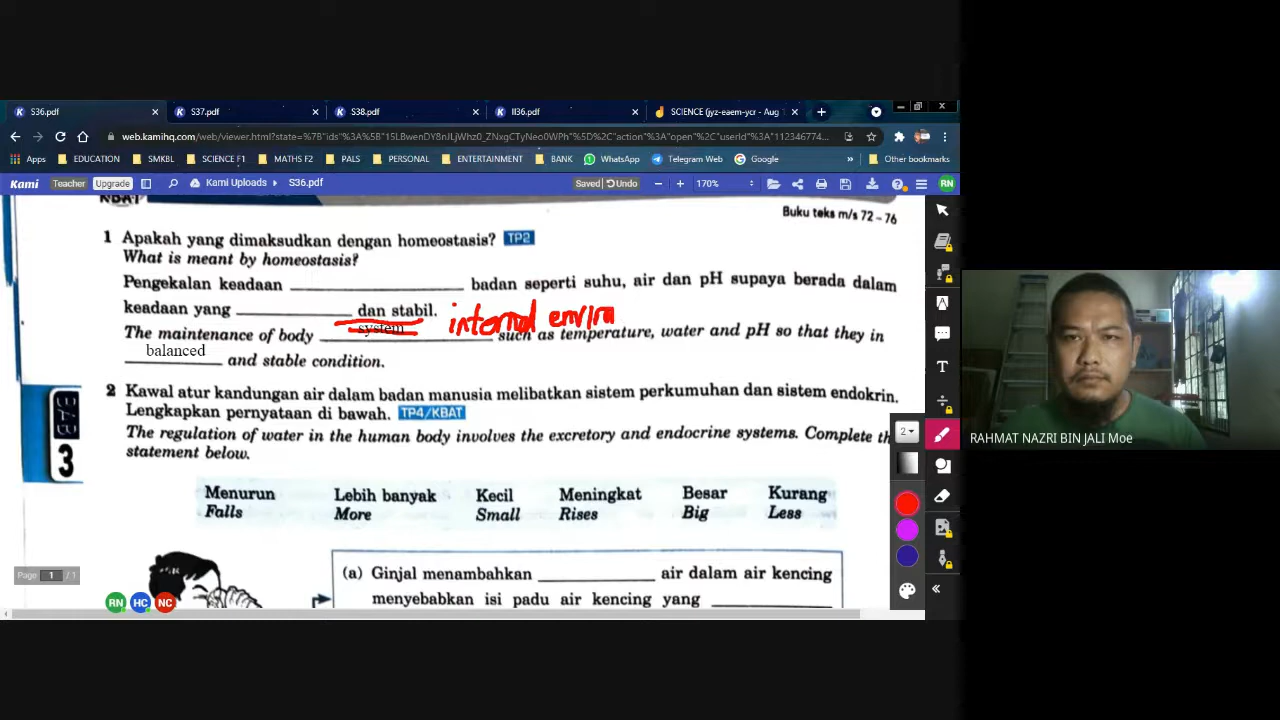 S36.pdf
S37.pdf
S38.pdf
II36.pdf
SCIENCE (jyz-eaem-ycr - Aug
Apps
EDUCATION
SMKBL
SCIENCE F1
MATHS F2
PALS
PERSONAL
ENTERTAINMENT
BANK
WhatsApp
Telegram Web
Google
Other bookmarks
Kami
Teacher
Upgrade
Kami Uploads
S36.pdf
Saved
Undo
170%
RN
KBAT
Buku teks m/s 72 – 76
1 Apakah yang dimaksudkan dengan homeostasis? TP2
What is meant by homeostasis?
Pengekalan keadaan ____________ badan seperti suhu, air dan pH supaya berada dalam
keadaan yang ____________ dan stabil.
internal
The maintenance of body system such as temperature, water and pH so that they in
balanced and stable condition.
2 Kawal atur kandungan air dalam badan manusia melibatkan sistem perkumuhan dan sistem endokrin.
Lengkapkan pernyataan di bawah. TP4/KBAT
The regulation of water in the human body involves the excretory and endocrine systems. Complete th
statement below.
BAB
3
Menurun Lebih banyak Kecil Meningkat Besar Kurang
Falls More Small Rises Big Less
(a) Ginjal menambahkan ____________ air dalam air kencing
menyebabkan isi padu air kencing yang ____________
Page 1 / 1
RN HC NC
2
RAHMAT NAZRI BIN JALI Moe